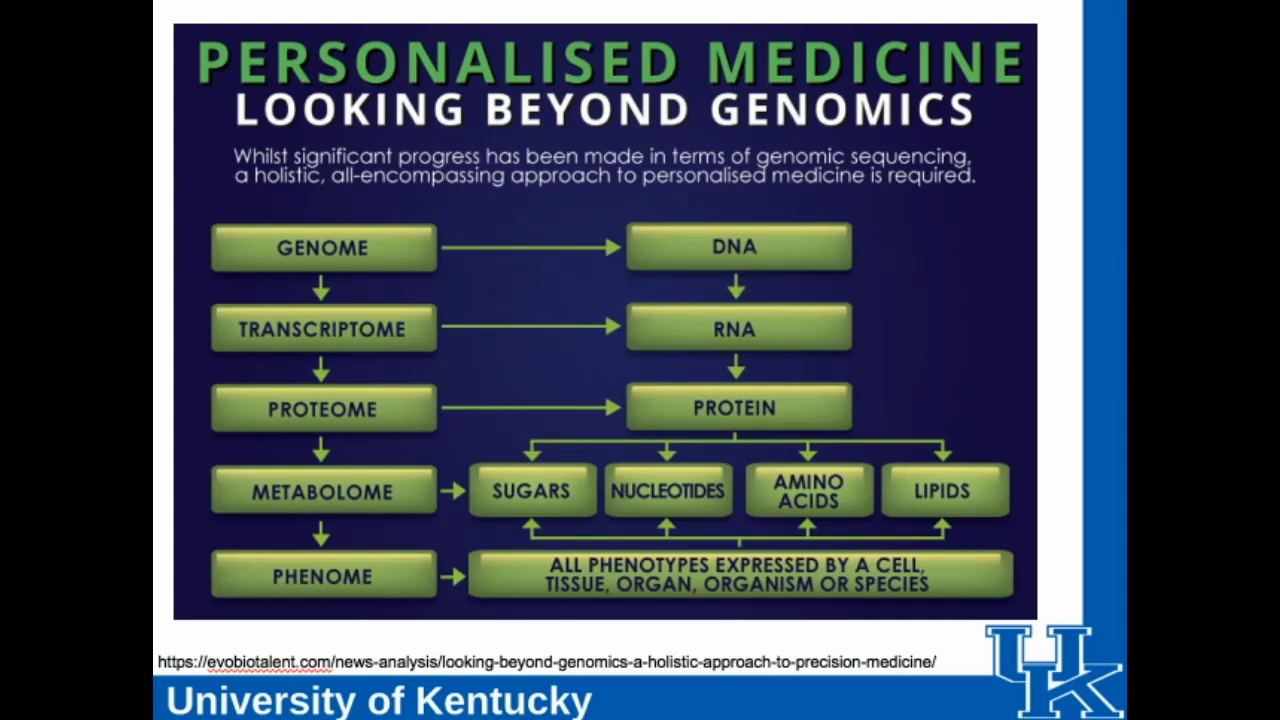 PERSONALISED MEDICINE
LOOKING BEYOND GENOMICS
Whilst significant progress has been made in terms of genomic sequencing,
a holistic, all-encompassing approach to personalised medicine is required.
GENOME
DNA
TRANSCRIPTOME
RNA
PROTEOME
PROTEIN
METABOLOME
SUGARS
NUCLEOTIDES
AMINO
ACIDS
LIPIDS
PHENOME
ALL PHENOTYPES EXPRESSED BY A CELL,
TISSUE, ORGAN, ORGANISM OR SPECIES
https://evobiotalent.com/news-analysis/looking-beyond-genomics-a-holistic-approach-to-precision-medicine/
University of Kentucky
UK